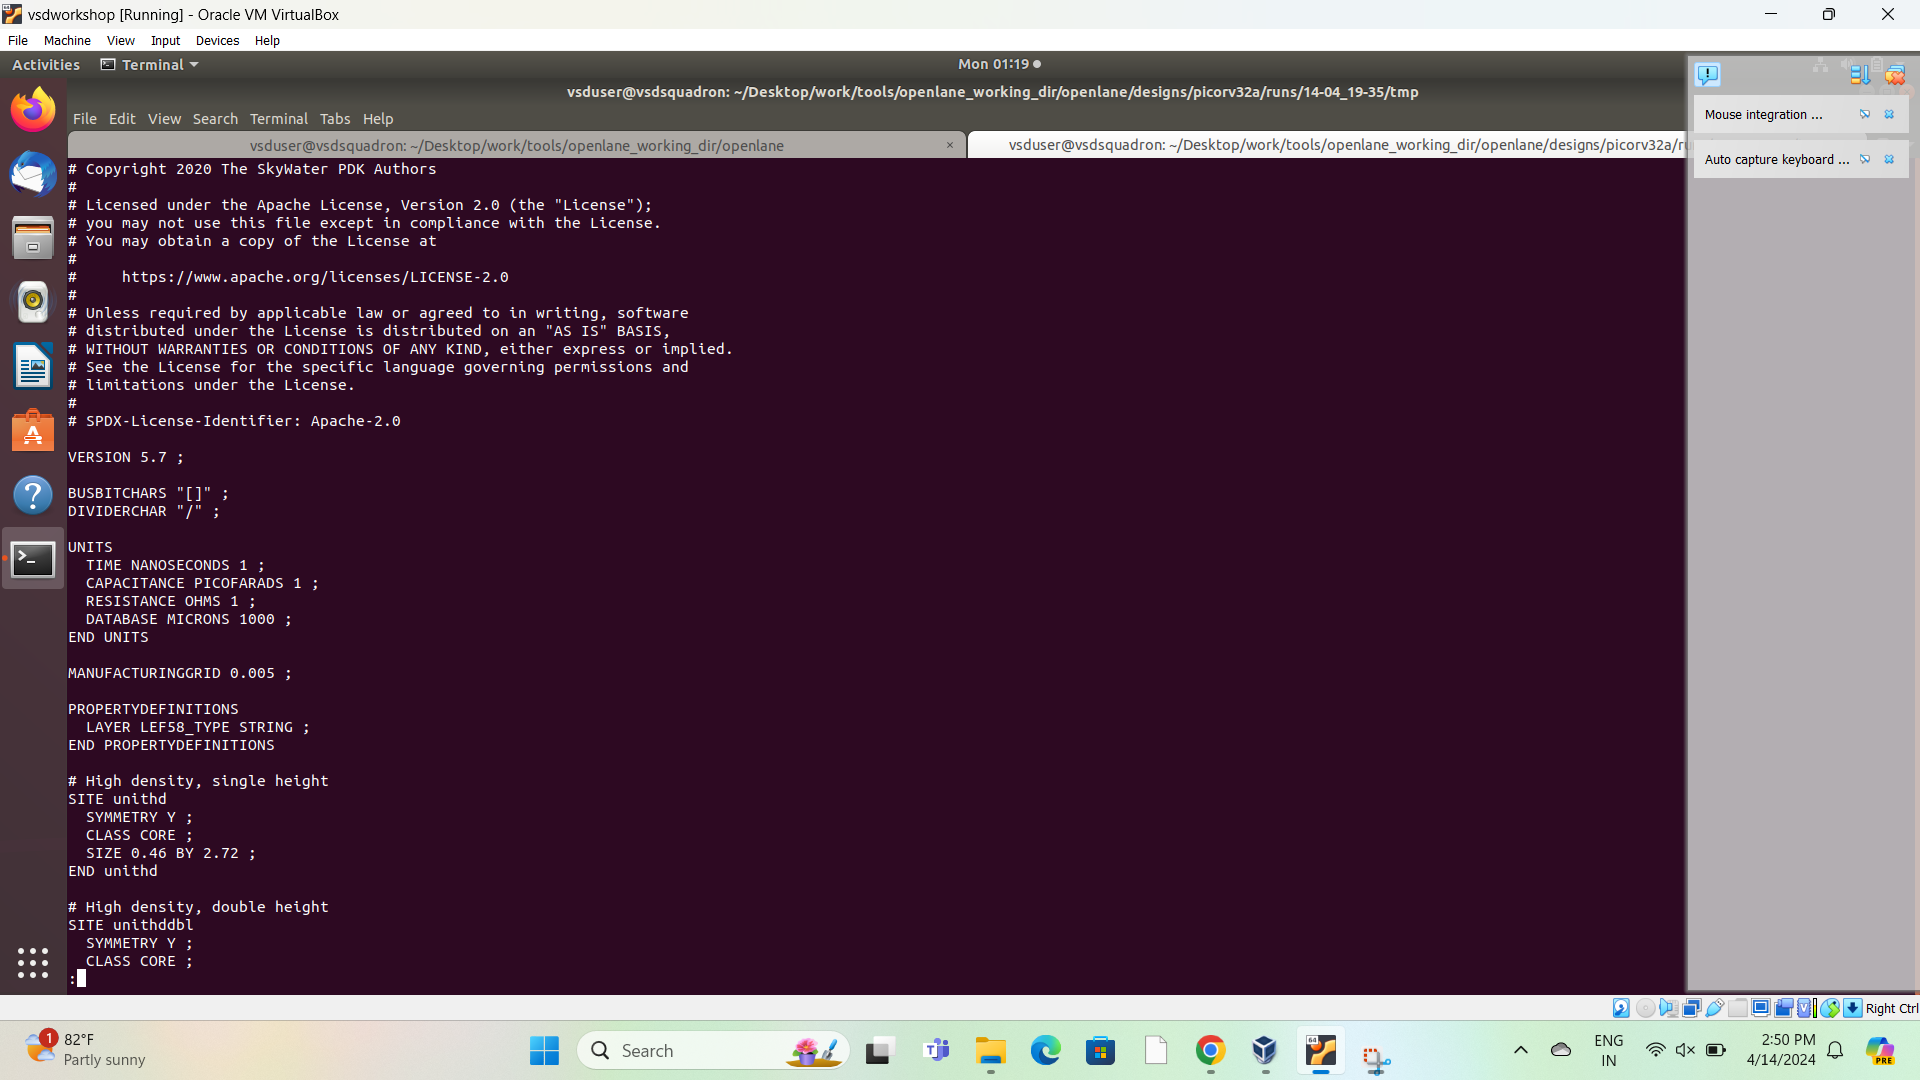 vsdworkshop [Running] - Oracle VM VirtualBox
File Machine View Input Devices Help
Activities Terminal Mon 01:19
vsduser@vsdsquadron: ~/Desktop/work/tools/openlane_working_dir/openlane/designs/picorv32a/runs/14-04_19-35/tmp
File Edit View Search Terminal Tabs Help
vsduser@vsdsquadron: ~/Desktop/work/tools/openlane_working_dir/openlane
vsduser@vsdsquadron: ~/Desktop/work/tools/openlane_working_dir/openlane/designs/picorv32a/ru
Mouse integration ...
Auto capture keyboard ...
# Copyright 2020 The SkyWater PDK Authors
#
# Licensed under the Apache License, Version 2.0 (the "License");
# you may not use this file except in compliance with the License.
# You may obtain a copy of the License at
#
#     https://www.apache.org/licenses/LICENSE-2.0
#
# Unless required by applicable law or agreed to in writing, software
# distributed under the License is distributed on an "AS IS" BASIS,
# WITHOUT WARRANTIES OR CONDITIONS OF ANY KIND, either express or implied.
# See the License for the specific language governing permissions and
# limitations under the License.
#
# SPDX-License-Identifier: Apache-2.0
VERSION 5.7 ;
BUSBITCHARS "[]" ;
DIVIDERCHAR "/" ;
UNITS
  TIME NANOSECONDS 1 ;
  CAPACITANCE PICOFARADS 1 ;
  RESISTANCE OHMS 1 ;
  DATABASE MICRONS 1000 ;
END UNITS
MANUFACTURINGGRID 0.005 ;
PROPERTYDEFINITIONS
  LAYER LEF58_TYPE STRING ;
END PROPERTYDEFINITIONS
# High density, single height
SITE unithd
  SYMMETRY Y ;
  CLASS CORE ;
  SIZE 0.46 BY 2.72 ;
END unithd
# High density, double height
SITE unithddbl
  SYMMETRY Y ;
  CLASS CORE ;
:
Right Ctrl
1
82°F
Partly sunny
Search
64
ENG
IN
2:50 PM
4/14/2024
PRE